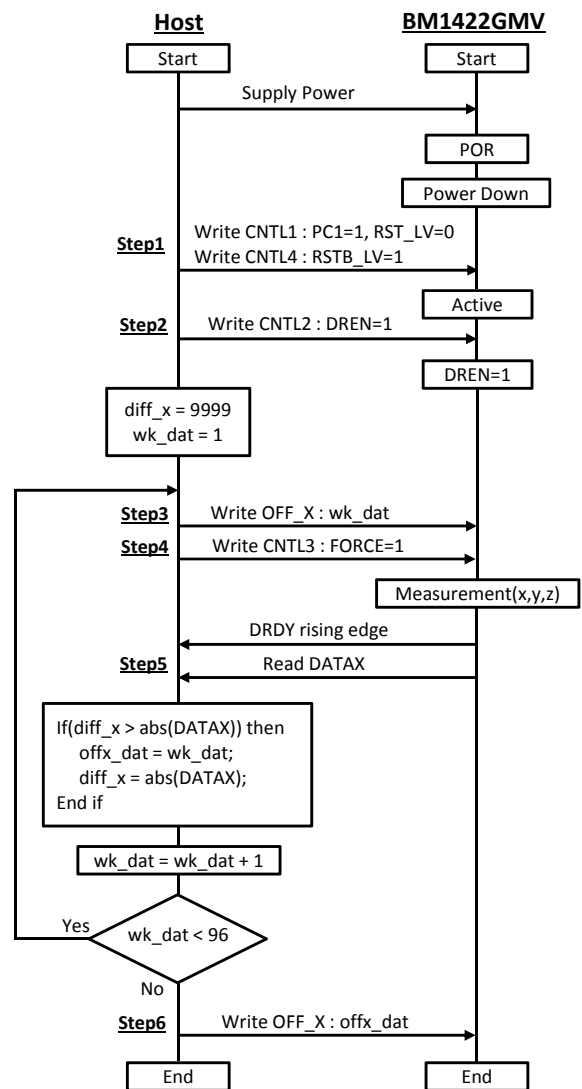 Host
BM1422GMV
Start
Start
Supply Power
POR
Power Down
Step1
Write CNTL1 : PC1=1, RST_LV=0
Write CNTL4 : RSTB_LV=1
Active
Step2
Write CNTL2 : DREN=1
DREN=1
diff_x = 9999
wk_dat = 1
Step3
Write OFF_X : wk_dat
Step4
Write CNTL3 : FORCE=1
Measurement(x,y,z)
DRDY rising edge
Step5
Read DATAX
If(diff_x > abs(DATAX)) then
offx_dat = wk_dat;
diff_x = abs(DATAX);
End if
wk_dat = wk_dat + 1
Yes
wk_dat < 96
No
Step6
Write OFF_X : offx_dat
End
End